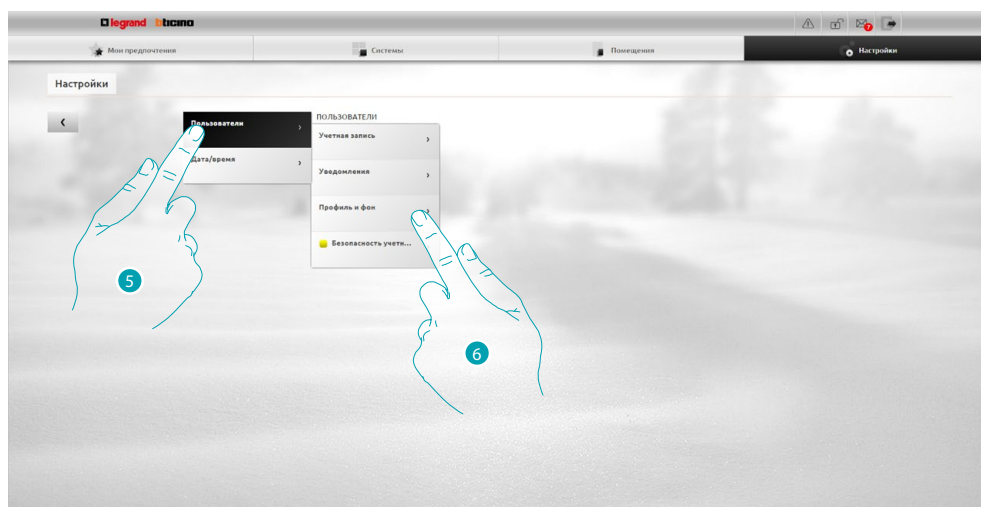 legrand bticino
7
Мои предпочтения
Системы
Помещения
Настройки
Настройки
Пользователи
Дата/время
ПОЛЬЗОВАТЕЛИ
Учетная запись
Уведомления
Профиль и фон
Безопасность учетн...
5
6